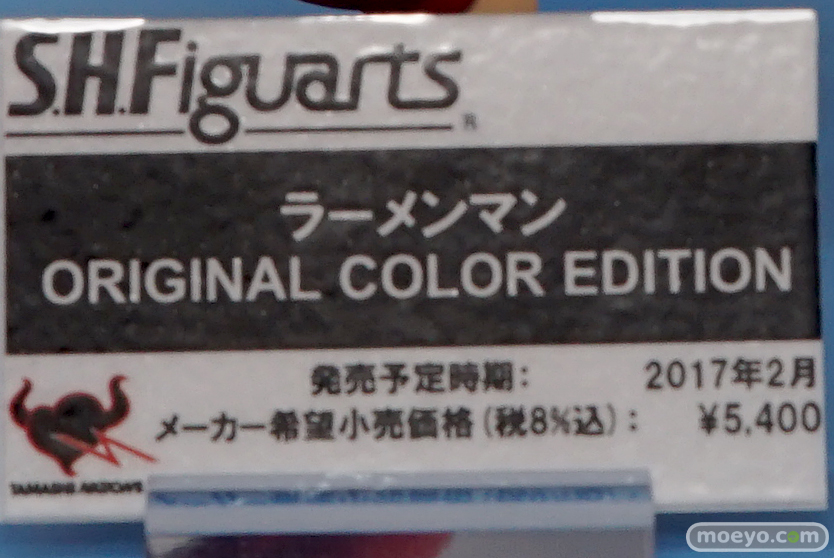 S.H.Figuarts
ラーメンマン
ORIGINAL COLOR EDITION
発売予定時期: 2017年2月
メーカー希望小売価格(税8%込): ¥5,400
TAMASHII NATIONS
moeyo.com